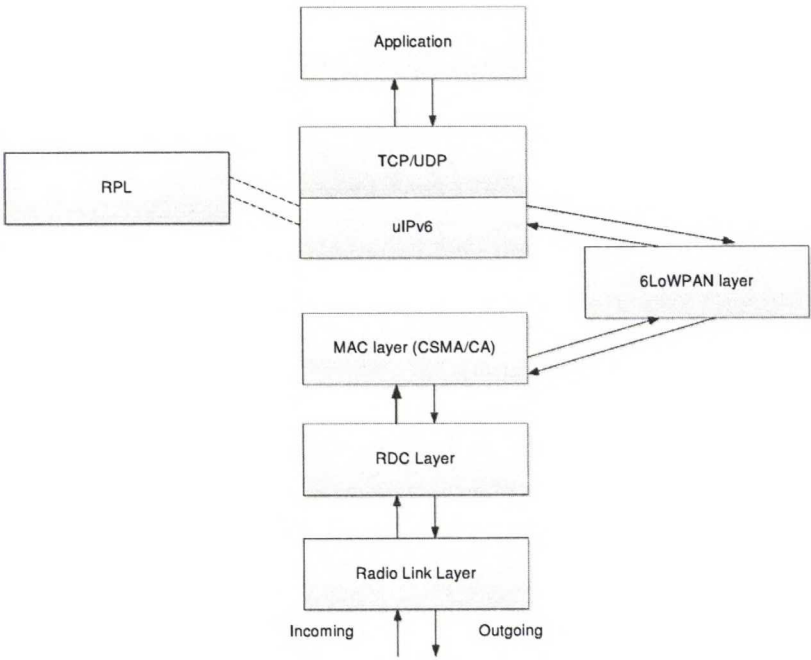 Application
TCP/UDP
RPL
uIPv6
6LoWPAN layer
MAC layer (CSMA/CA)
RDC Layer
Radio Link Layer
Incoming
Outgoing